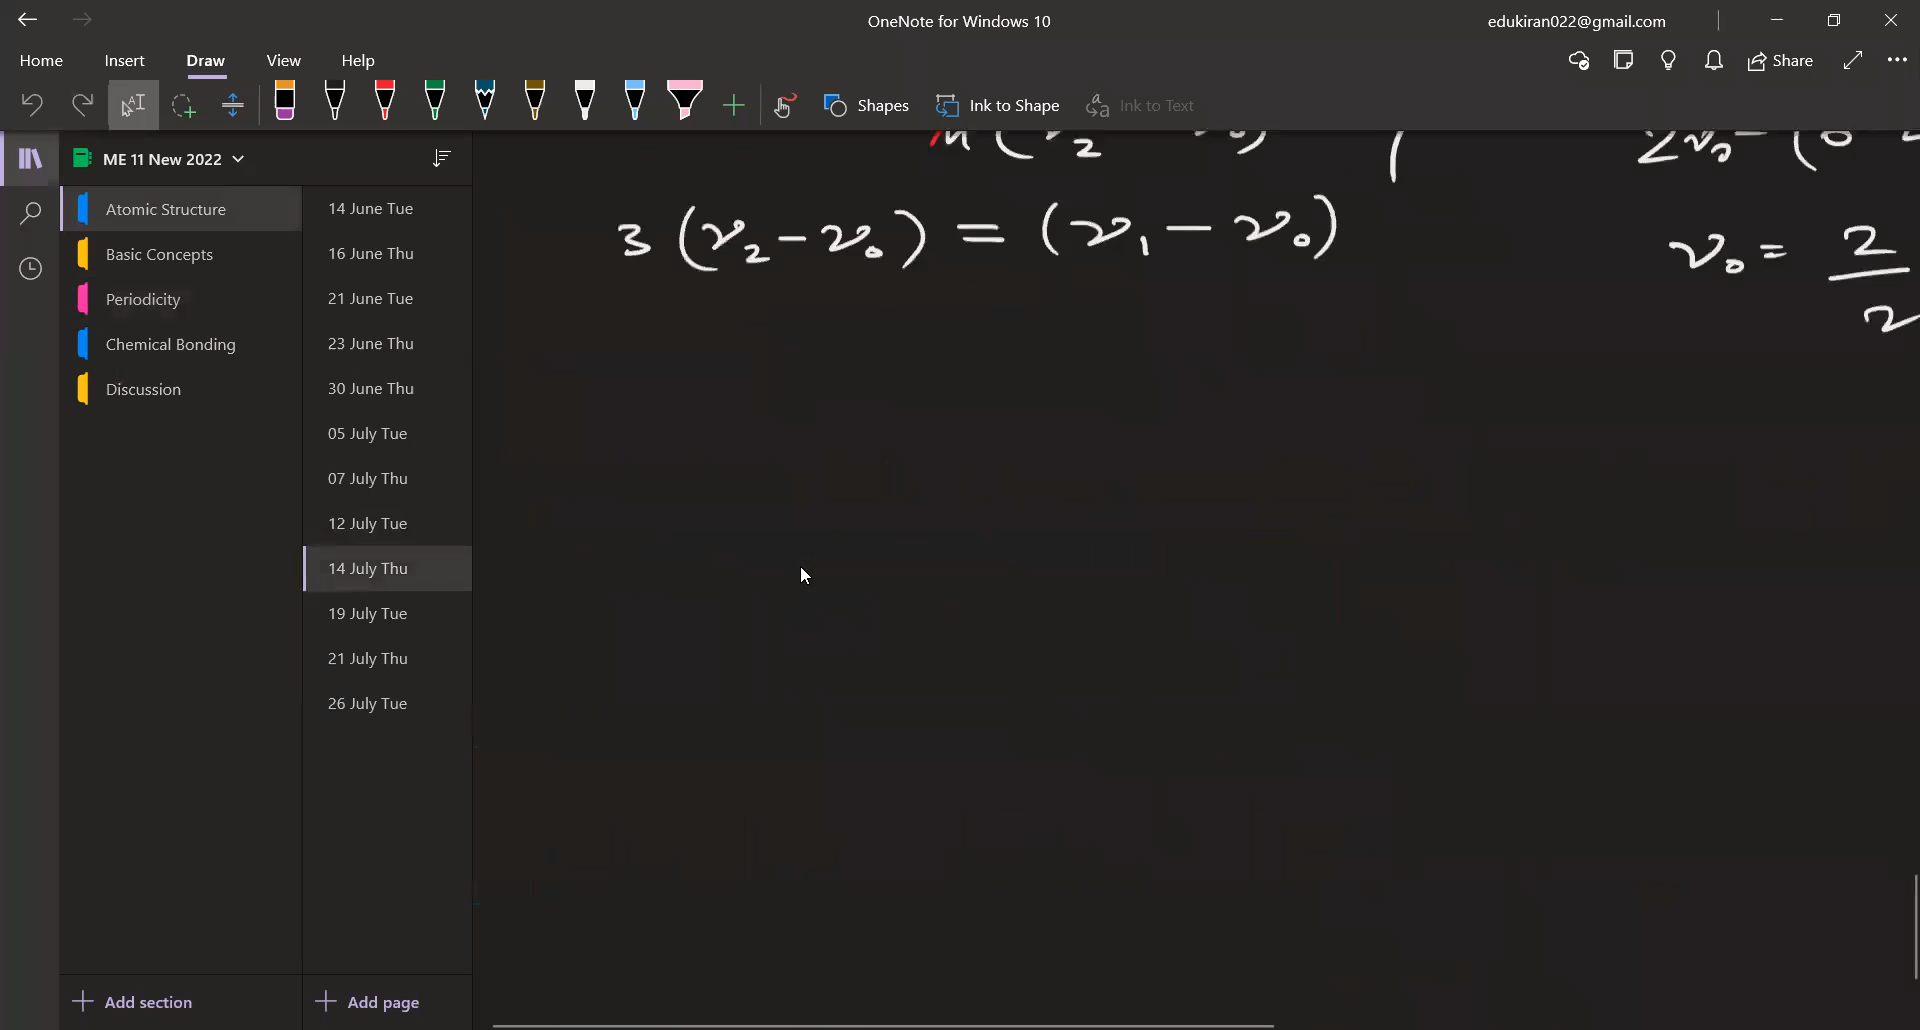 OneNote for Windows 10
edukiran022@gmail.com
Home Insert Draw View Help
Share
Shapes
Ink to Shape
Ink to Text
ME 11 New 2022
Atomic Structure
Basic Concepts
Periodicity
Chemical Bonding
Discussion
14 June Tue
16 June Thu
21 June Tue
23 June Thu
30 June Thu
05 July Tue
07 July Thu
12 July Tue
14 July Thu
19 July Tue
21 July Thu
26 July Tue
Add section
Add page
3 (ν₂ − ν₀) = (ν₁ − ν₀)
ν₀ = 2/2